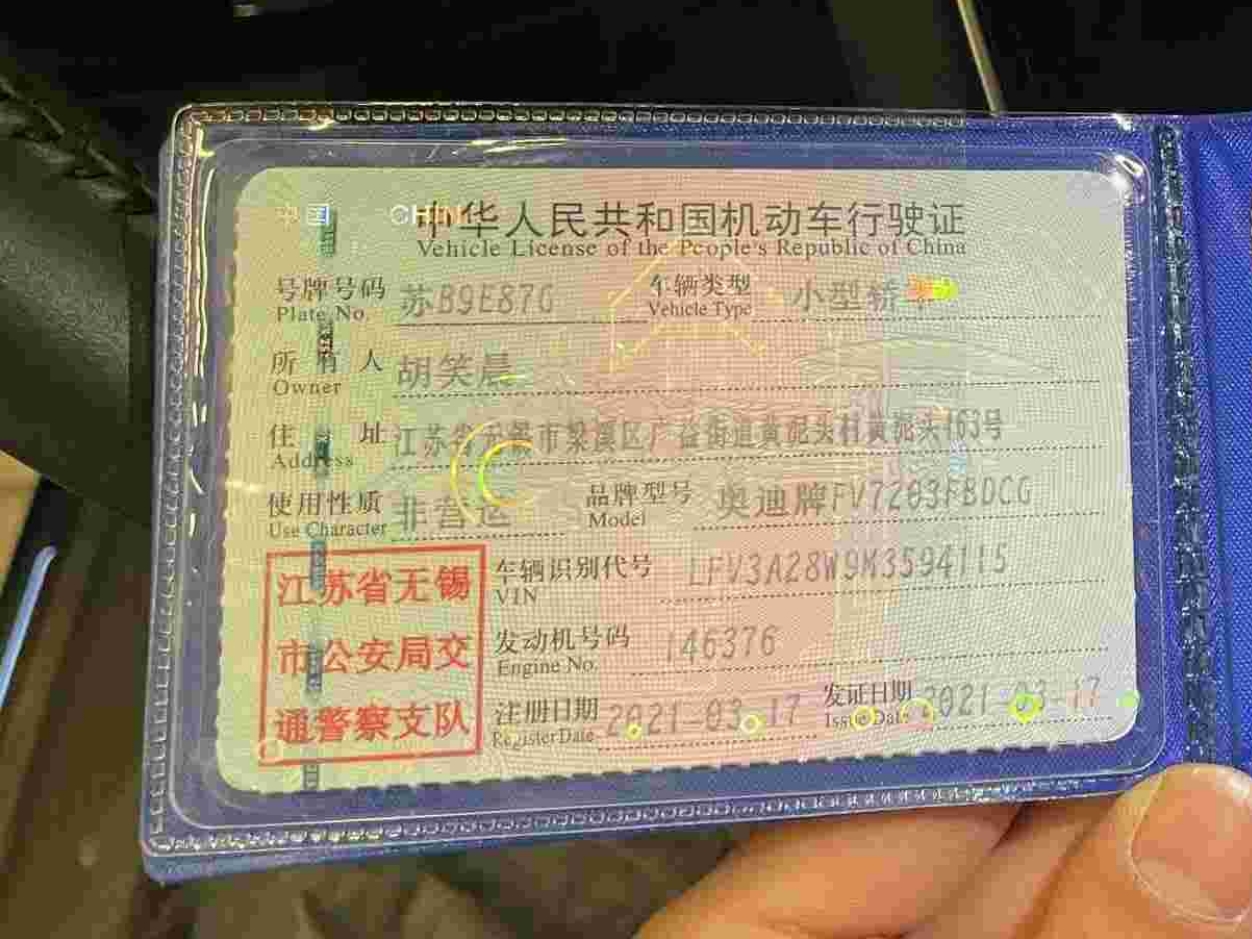 中国 CHINA
中华人民共和国机动车行驶证
Vehicle License of the People's Republic of China
号牌号码 苏B9E87G 车辆类型 小型轿车
Plate No. Vehicle Type
所有人 胡笑晨
Owner
住址 江苏省无锡市梁溪区广益街道黄泥头村黄泥头163号
Address
使用性质 非营运 品牌型号 奥迪牌FV7203FBDCG
Use Character Model
江苏省无锡 车辆识别代号 LFV3A28W9M3594115
VIN
市公安局交 发动机号码 146376
Engine No.
通警察支队 注册日期 2021-03-17 发证日期 2021-03-17
Register Date Issue Date